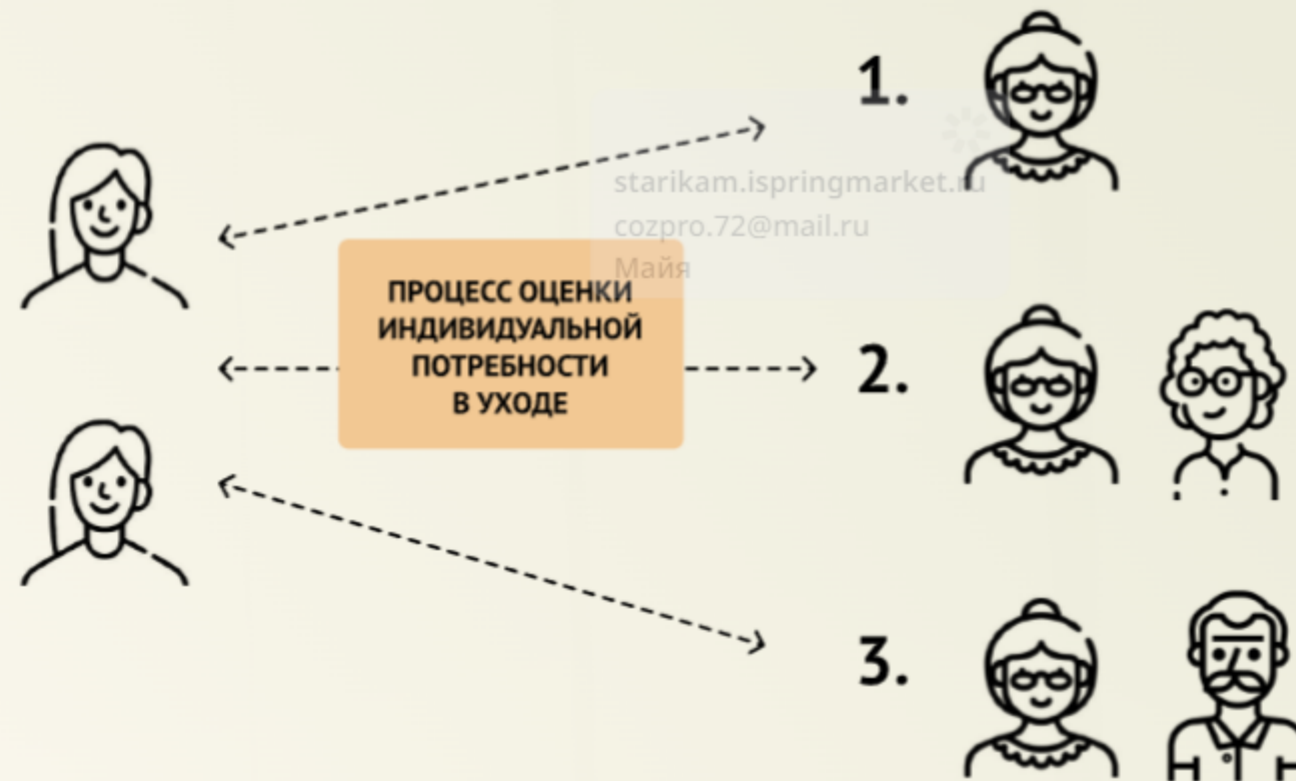 1.
starikam.ispringmarket.ru
cozpro.72@mail.ru
Майя
ПРОЦЕСС ОЦЕНКИ
ИНДИВИДУАЛЬНОЙ
ПОТРЕБНОСТИ
В УХОДЕ
2.
3.